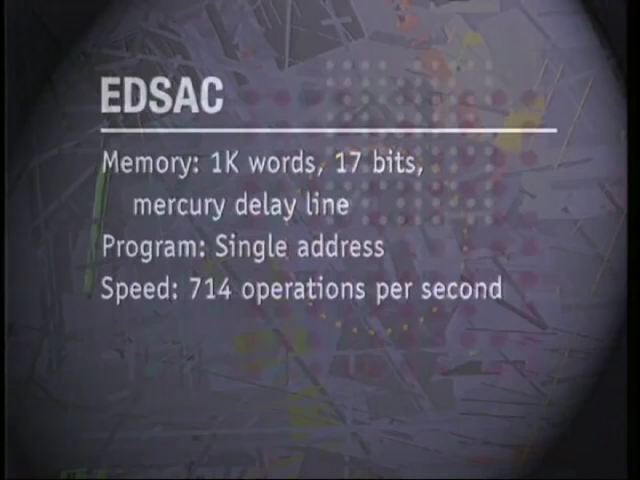 EDSAC
Memory: 1K words, 17 bits,
mercury delay line
Program: Single address
Speed: 714 operations per second